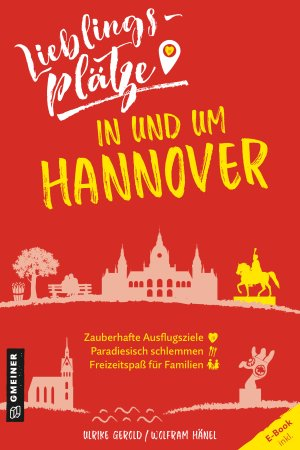 Lieblings-
plätze
IN UND UM
HANNOVER
Zauberhafte Ausflugsziele
Paradiesisch schlemmen
Freizeitspaß für Familien
E-Book
inkl.
GMEINER
ULRIKE GEROLD / WOLFRAM HÄNEL